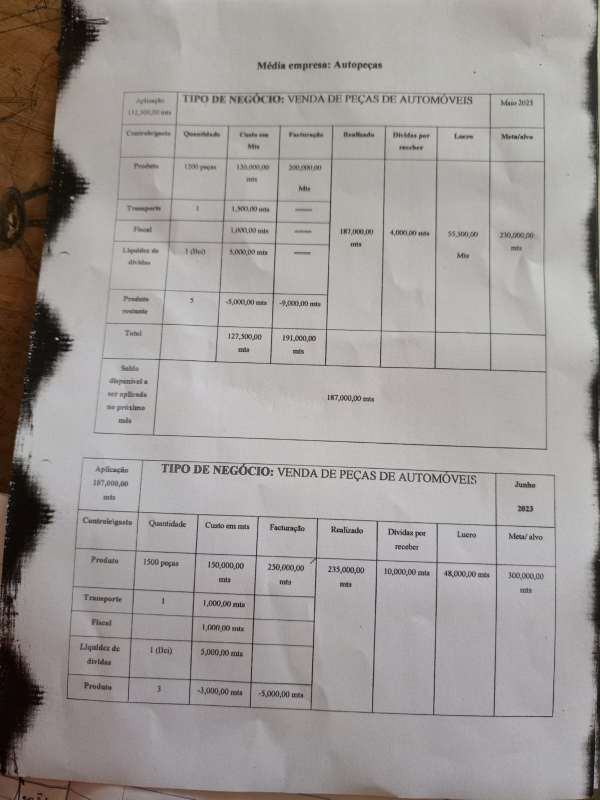 Média empresa: Autopeças
Aplicação TIPO DE NEGÓCIO: VENDA DE PEÇAS DE AUTOMÓVEIS Maio 2023
132,500,00 mts
Controle/gasto Quantidade Custo em Facturação Realizado Dívidas por Lucro Meta/alvo
Mts receber
Produto 1200 peças 200,000,00
mts Mts
Transporte 1 1,500,00 mts
Fiscal 1,000,00 mts 187,000,00 4,000,00 mts 55,500,00 230,000,00
mts Mts mts
Liquidez de 1 (Bci) 5,000,00 mts
dívidas
Produto 5 -5,000,00 mts -9,000,00 mts
restante
Total 127,500,00 191,000,00
mts mts
Saldo
disponível a
ser aplicado 187,000,00 mts
no próximo
mês
Aplicação TIPO DE NEGÓCIO: VENDA DE PEÇAS DE AUTOMÓVEIS Junho
187,000,00
mts 2023
Controle/gasto Quantidade Custo em mts Facturação Realizado Dívidas por Lucro Meta/ alvo
receber
Produto 1500 peças 150,000,00 250,000,00 235,000,00 10,000,00 mts 48,000,00 mts 300,000,00
mts mts mts mts
Transporte 1 1,000,00 mts
Fiscal 1,000,00 mts
Liquidez de 1 (Bci) 5,000,00 mts
dívidas
Produto 3 -3,000,00 mts -5,000,00 mts